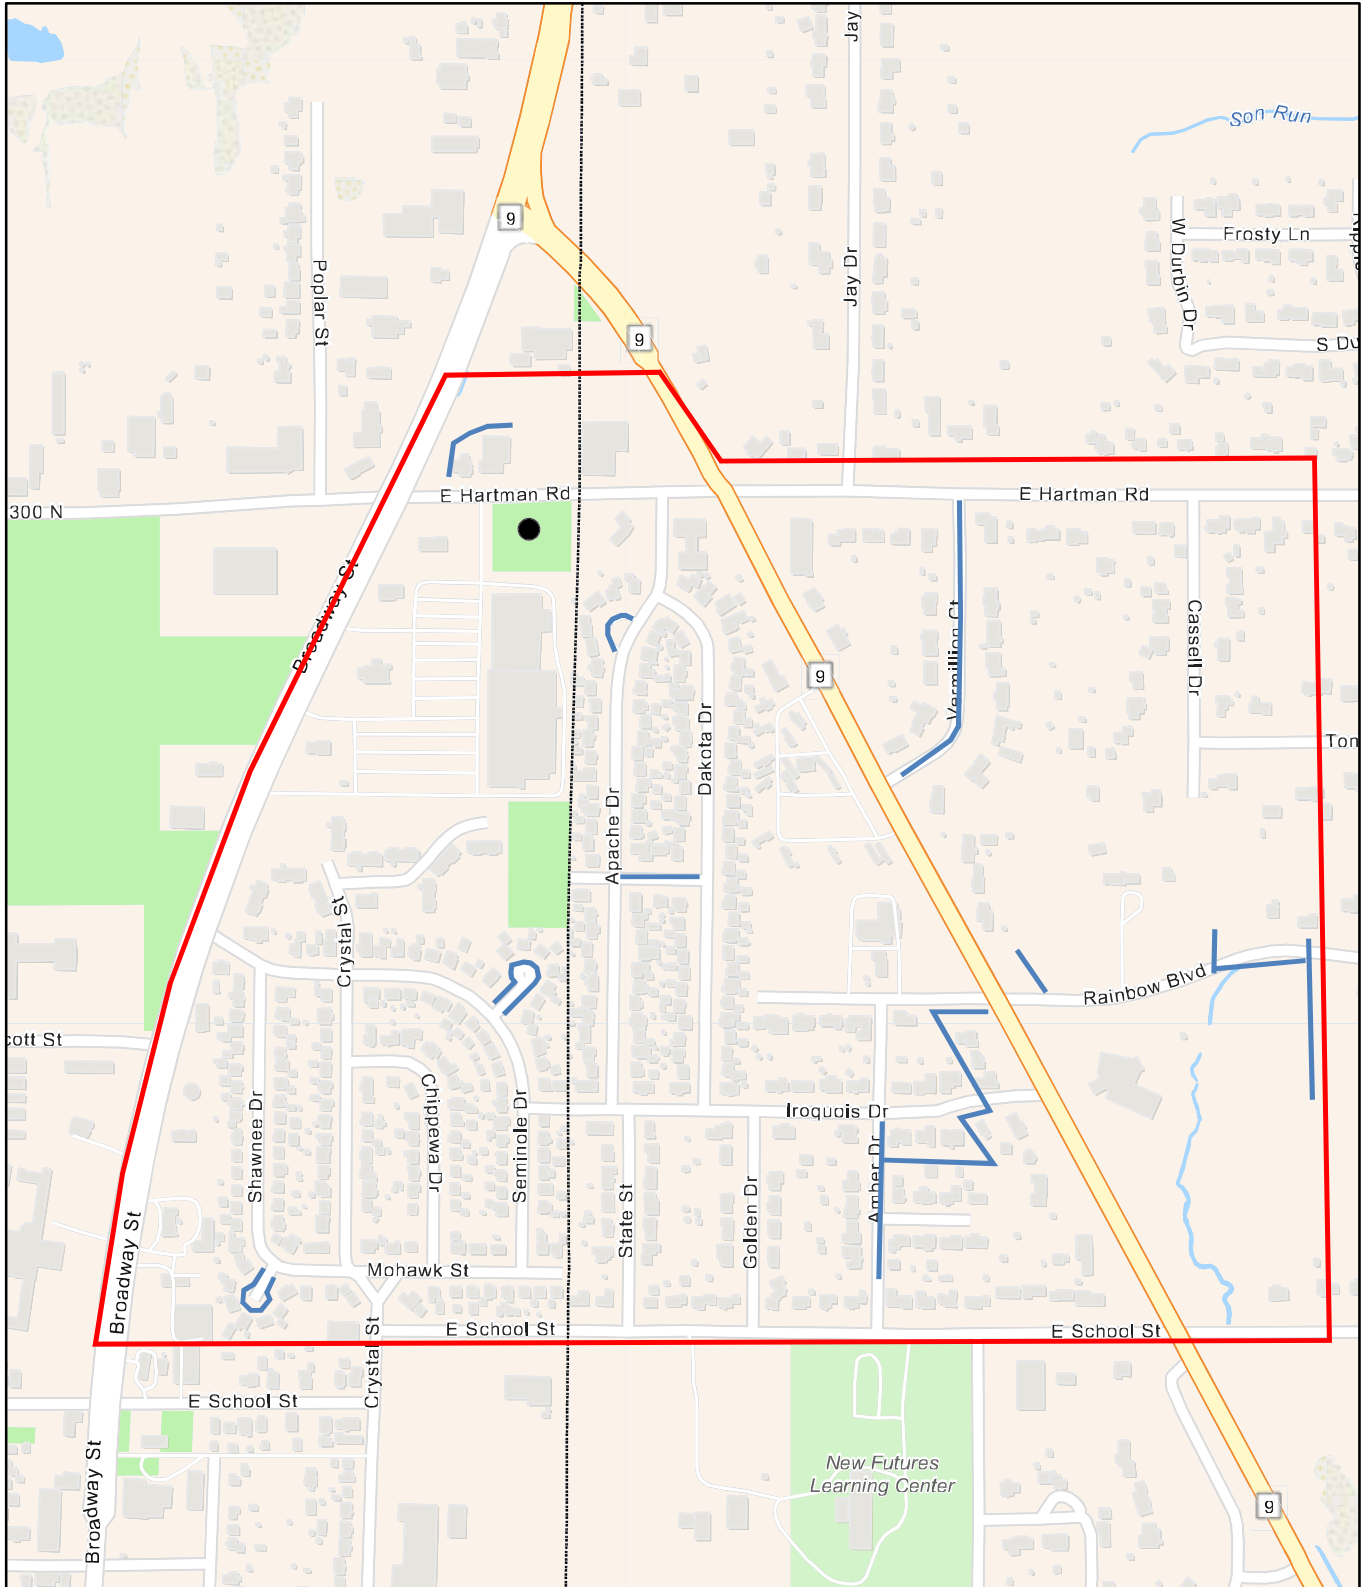 Jay
9
Son Run
Frosty Ln
W Durbin Dr
Poplar St
Jay Dr
9
S Du
E Hartman Rd
E Hartman Rd
300 N
Broadway St
Vermillion Ct
Cassell Dr
9
Dakota Dr
Ton
Apache Dr
Crystal St
Rainbow Blvd
cott St
Shawnee Dr
Chippewa Dr
Seminole Dr
Iroquois Dr
Amber Dr
State St
Golden Dr
Broadway St
Mohawk St
E School St
E School St
Crystal St
E School St
Broadway St
New Futures
Learning Center
9